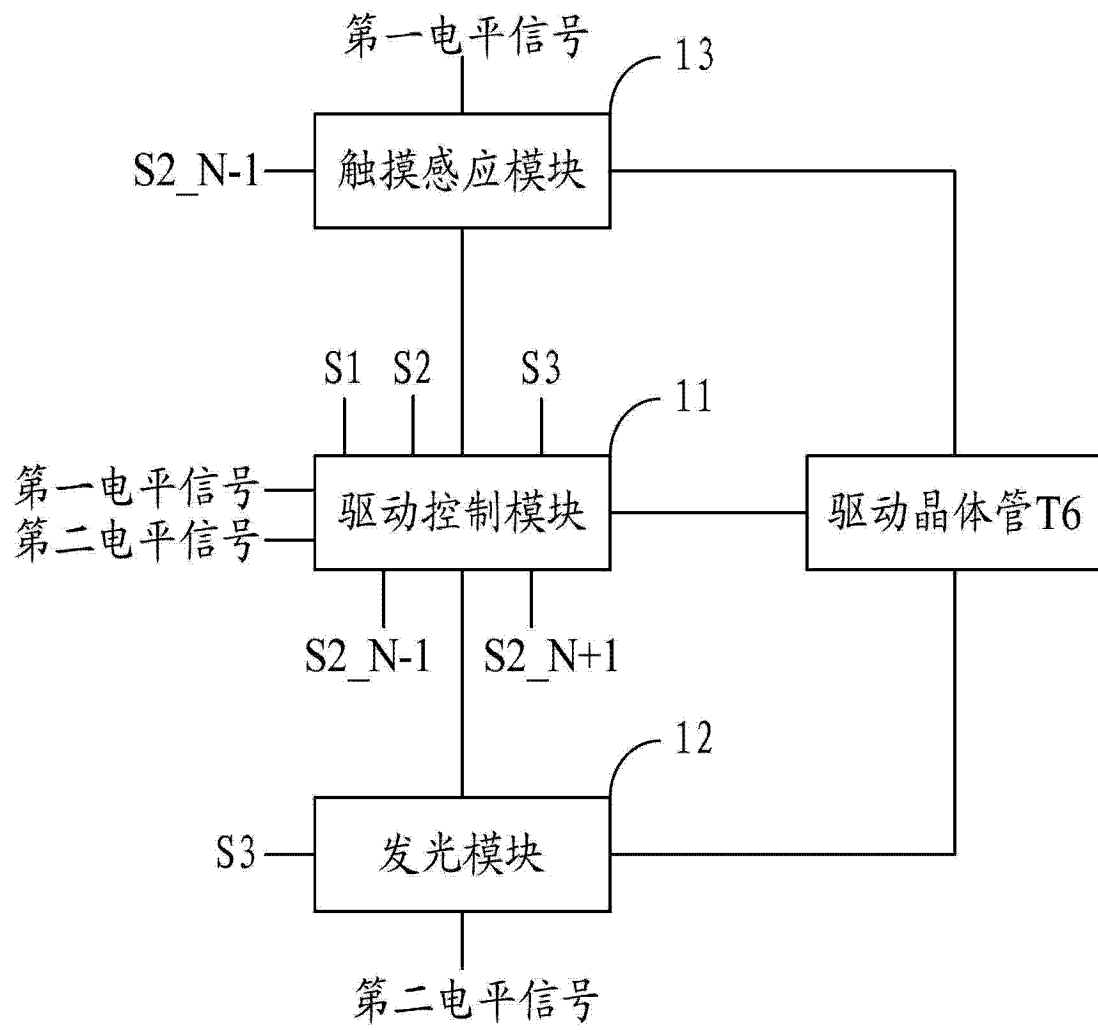 第一电平信号
13
S2_N-1
触摸感应模块
S1
S2
S3
11
第一电平信号
第二电平信号
驱动控制模块
驱动晶体管T6
S2_N-1
S2_N+1
12
S3
发光模块
第二电平信号